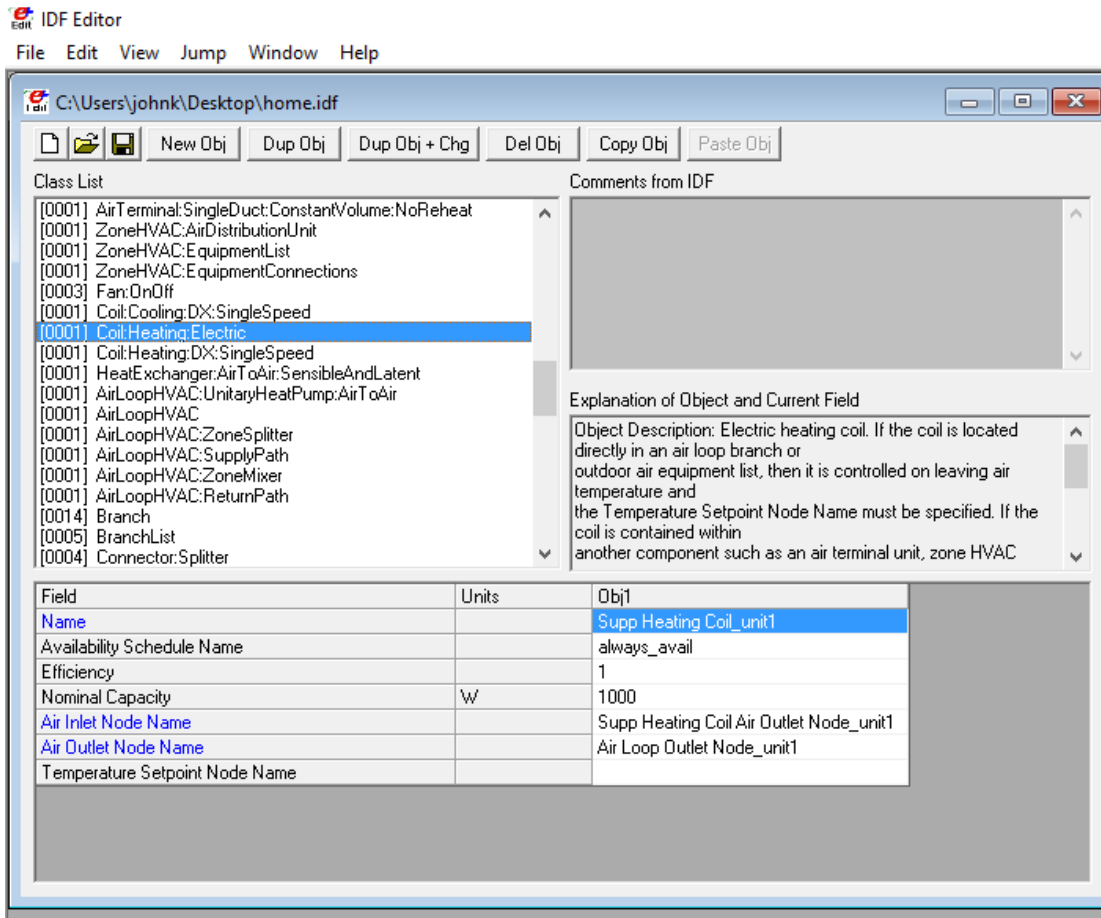 IDF Editor
File Edit View Jump Window Help
C:\Users\johnk\Desktop\home.idf
New Obj Dup Obj Dup Obj + Chg Del Obj Copy Obj Paste Obj
Class List
[0001] AirTerminal:SingleDuct:ConstantVolume:NoReheat
[0001] ZoneHVAC:AirDistributionUnit
[0001] ZoneHVAC:EquipmentList
[0001] ZoneHVAC:EquipmentConnections
[0003] Fan:OnOff
[0001] Coil:Cooling:DX:SingleSpeed
[0001] Coil:Heating:Electric
[0001] Coil:Heating:DX:SingleSpeed
[0001] HeatExchanger:AirToAir:SensibleAndLatent
[0001] AirLoopHVAC:UnitaryHeatPump:AirToAir
[0001] AirLoopHVAC
[0001] AirLoopHVAC:ZoneSplitter
[0001] AirLoopHVAC:SupplyPath
[0001] AirLoopHVAC:ZoneMixer
[0001] AirLoopHVAC:ReturnPath
[0014] Branch
[0005] BranchList
[0004] Connector:Splitter
Comments from IDF
Explanation of Object and Current Field
Object Description: Electric heating coil. If the coil is located
directly in an air loop branch or
outdoor air equipment list, then it is controlled on leaving air
temperature and
the Temperature Setpoint Node Name must be specified. If the
coil is contained within
another component such as an air terminal unit, zone HVAC
Field Units Obj1
Name Supp Heating Coil_unit1
Availability Schedule Name always_avail
Efficiency 1
Nominal Capacity W 1000
Air Inlet Node Name Supp Heating Coil Air Outlet Node_unit1
Air Outlet Node Name Air Loop Outlet Node_unit1
Temperature Setpoint Node Name